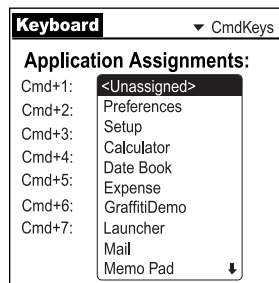 Keyboard ▼ CmdKeys
Application Assignments:
Cmd+1: <Unassigned>
Cmd+2: Preferences
Cmd+3: Setup
Cmd+4: Calculator
Cmd+5: Date Book
Cmd+6: Expense
Cmd+7: GraffitiDemo
Launcher
Mail
Memo Pad